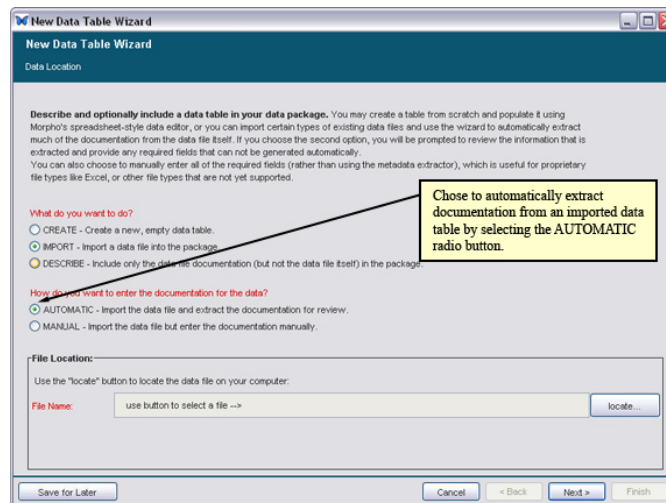 New Data Table Wizard
New Data Table Wizard
Data Location
Describe and optionally include a data table in your data package. You may create a table from scratch and populate it using
Morpho's spreadsheet-style data editor, or you can import certain types of existing data files and use the wizard to automatically extract
much of the documentation from the data file itself. If you choose the second option, you will be prompted to review the information that is
extracted and provide any required fields that can not be generated automatically.
You can also choose to manually enter all of the required fields (rather than using the metadata extractor), which is useful for proprietary
file types like Excel, or other file types that are not yet supported.
Chose to automatically extract
documentation from an imported data
table by selecting the AUTOMATIC
radio button.
What do you want to do?
CREATE - Create a new, empty data table.
IMPORT - Import a data file into the package.
DESCRIBE - Include only the data file documentation (but not the data file itself) in the package.
How do you want to enter the documentation for the data?
AUTOMATIC - Import the data file and extract the documentation for review.
MANUAL - Import the data file but enter the documentation manually.
File Location:
Use the "locate" button to locate the data file on your computer:
File Name:
use button to select a file -->
locate...
Save for Later
Cancel
< Back
Next >
Finish